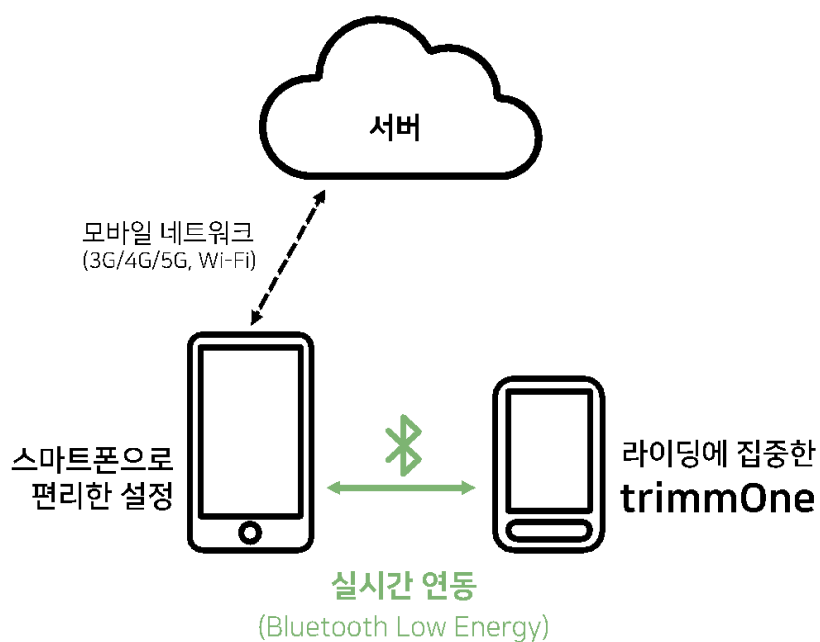 서버
모바일 네트워크
(3G/4G/5G, Wi-Fi)
스마트폰으로
편리한 설정
라이딩에 집중한
trimmOne
실시간 연동
(Bluetooth Low Energy)